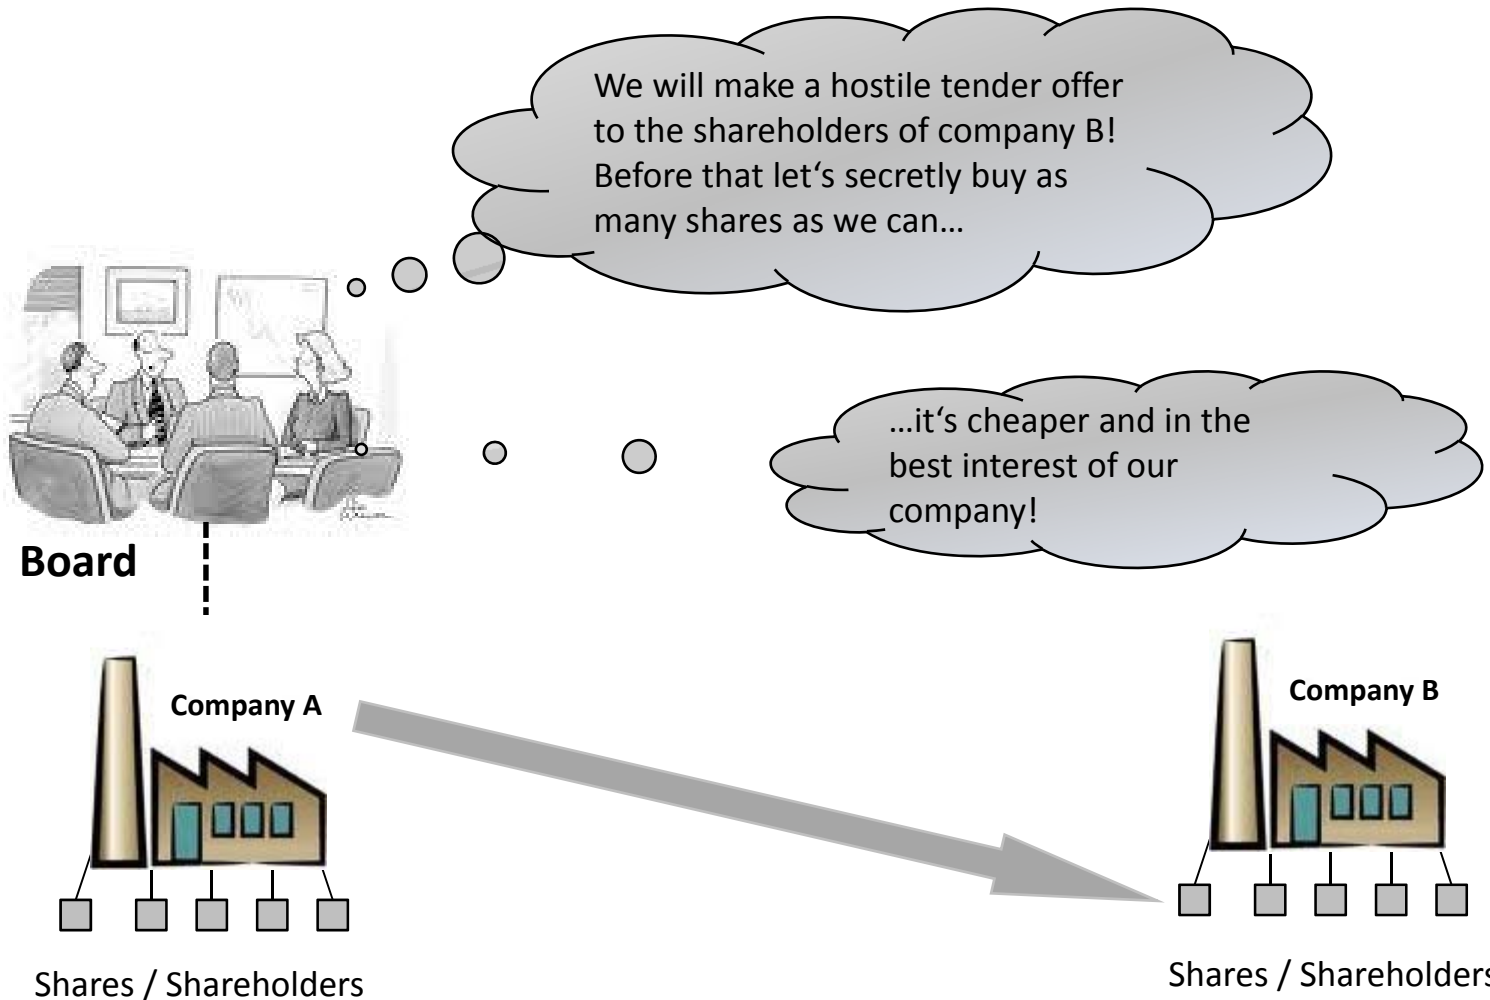 We will make a hostile tender offer
to the shareholders of company B!
Before that let‘s secretly buy as
many shares as we can…
…it‘s cheaper and in the
best interest of our
company!
Board
Company A
Company B
Shares / Shareholders
Shares / Shareholders